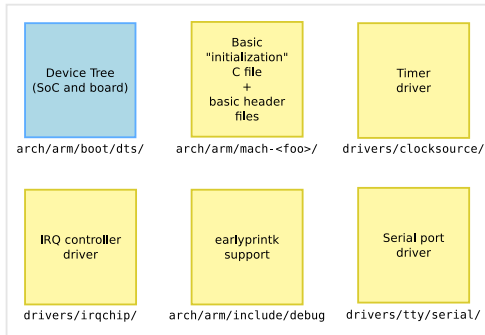 Device Tree
(SoC and board)
arch/arm/boot/dts/
Basic
"initialization"
C file
+
basic header
files
arch/arm/mach-<foo>/
Timer
driver
drivers/clocksource/
IRQ controller
driver
drivers/irqchip/
earlyprintk
support
arch/arm/include/debug
Serial port
driver
drivers/tty/serial/